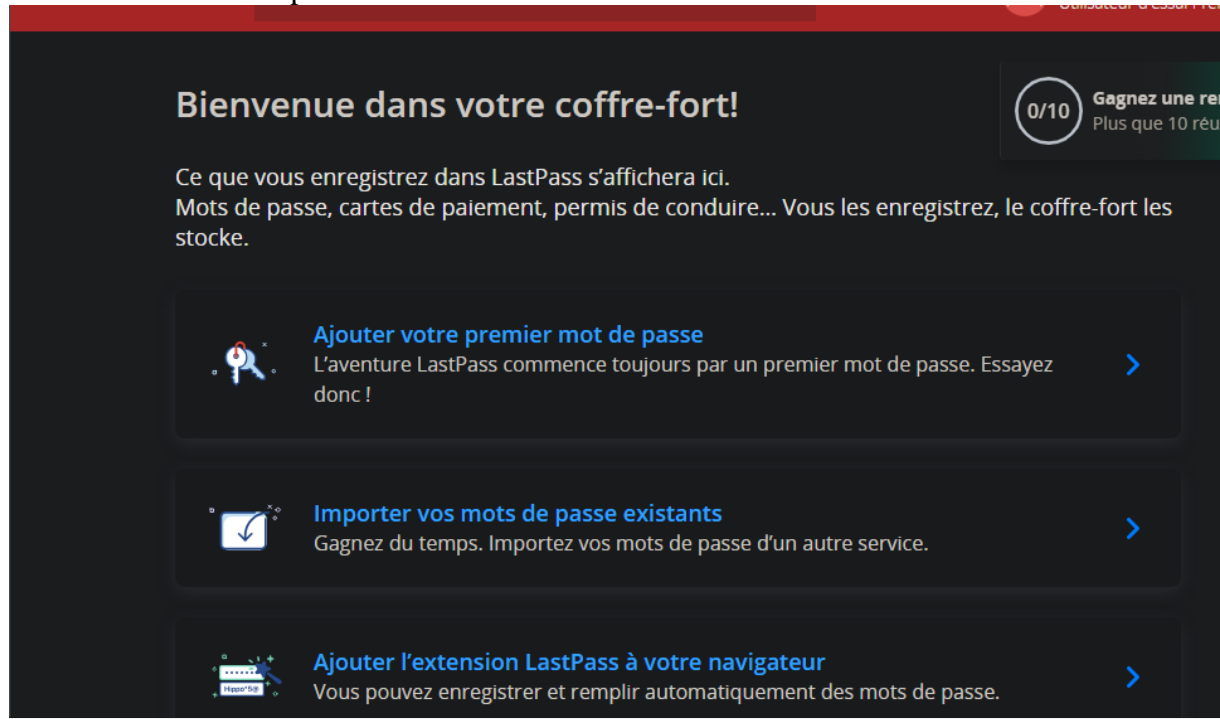 Bienvenue dans votre coffre-fort!
0/10
Gagnez une
Plus que 10
Ce que vous enregistrez dans LastPass s’affichera ici.
Mots de passe, cartes de paiement, permis de conduire... Vous les enregistrez, le coffre-fort les
stocke.
Ajouter votre premier mot de passe
L’aventure LastPass commence toujours par un premier mot de passe. Essayez
donc !
Importer vos mots de passe existants
Gagnez du temps. Importez vos mots de passe d’un autre service.
Ajouter l’extension LastPass à votre navigateur
Vous pouvez enregistrer et remplir automatiquement des mots de passe.